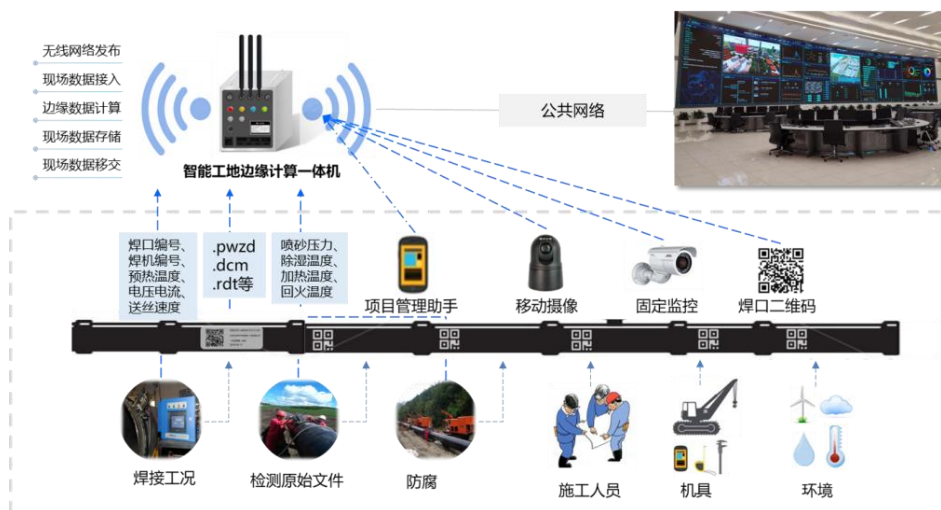 无线网络发布
现场数据接入
边缘数据计算
现场数据存储
现场数据移交
智能工地边缘计算一体机
公共网络
焊口编号、
焊机编号、
预热温度、
电压电流、
送丝速度
.pwzd
.dcm
.rdt等
喷砂压力、
除湿温度、
加热温度、
回火温度
项目管理助手
移动摄像
固定监控
焊口二维码
焊接工况
检测原始文件
防腐
施工人员
机具
环境